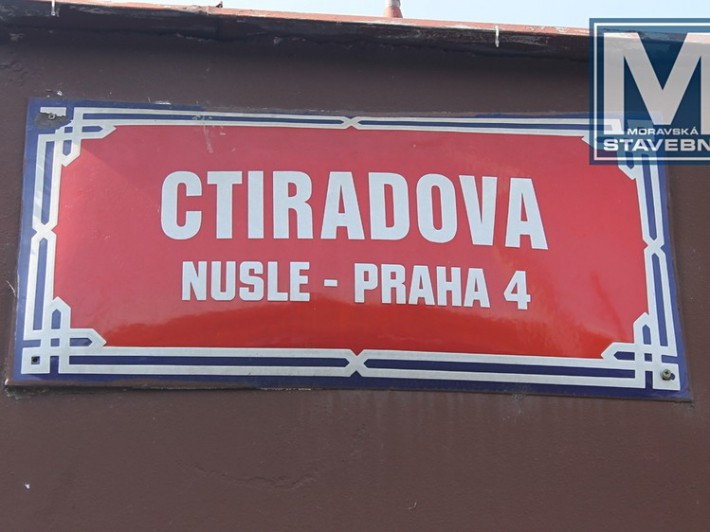 CTIRADOVA
NUSLE - PRAHA 4
M
MORAVSKÁ
STAVEBN